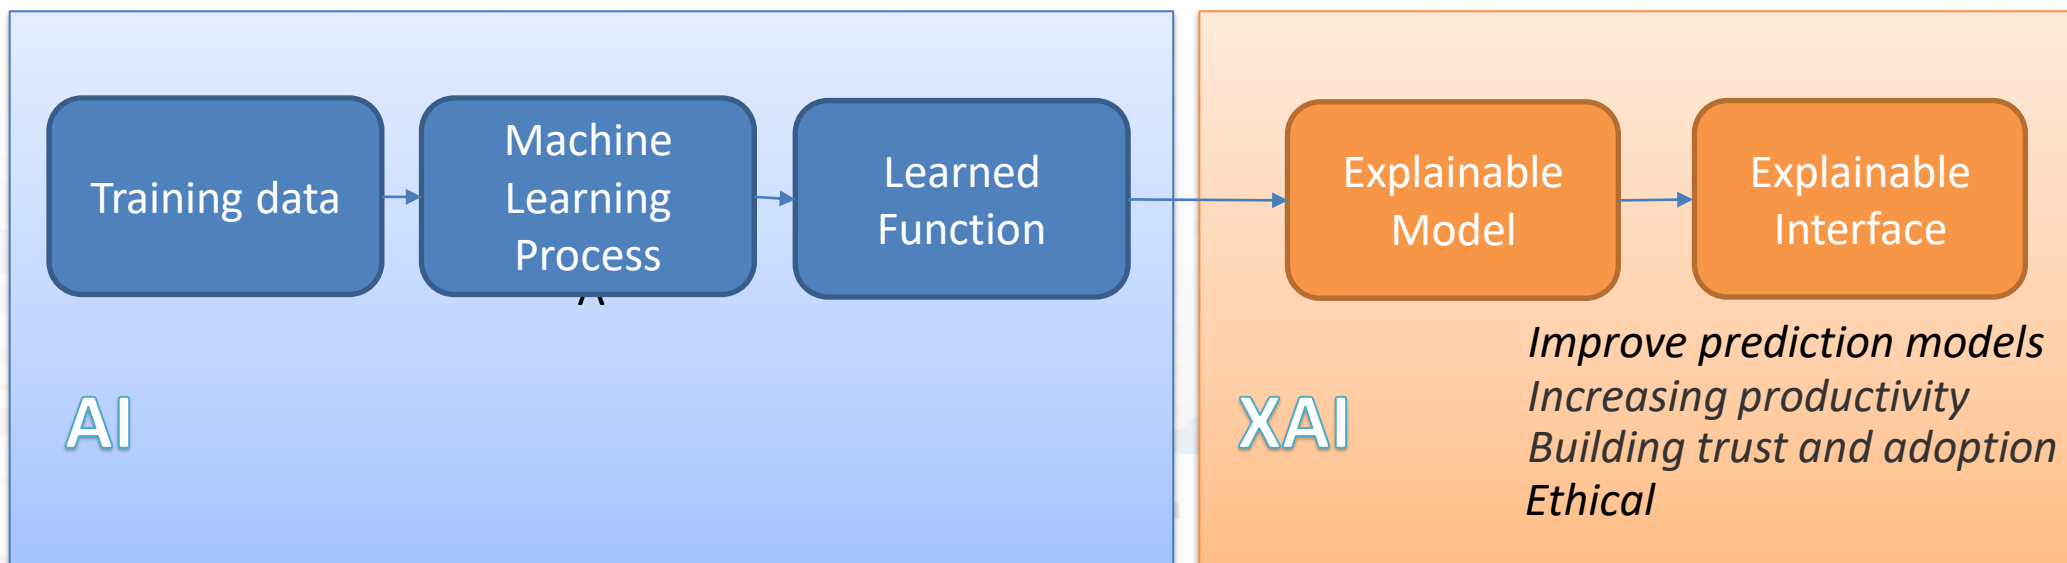 Training data
Machine
Learning
Process
Learned
Function
Explainable
Model
Explainable
Interface
AI
XAI
Improve prediction models
Increasing productivity
Building trust and adoption
Ethical